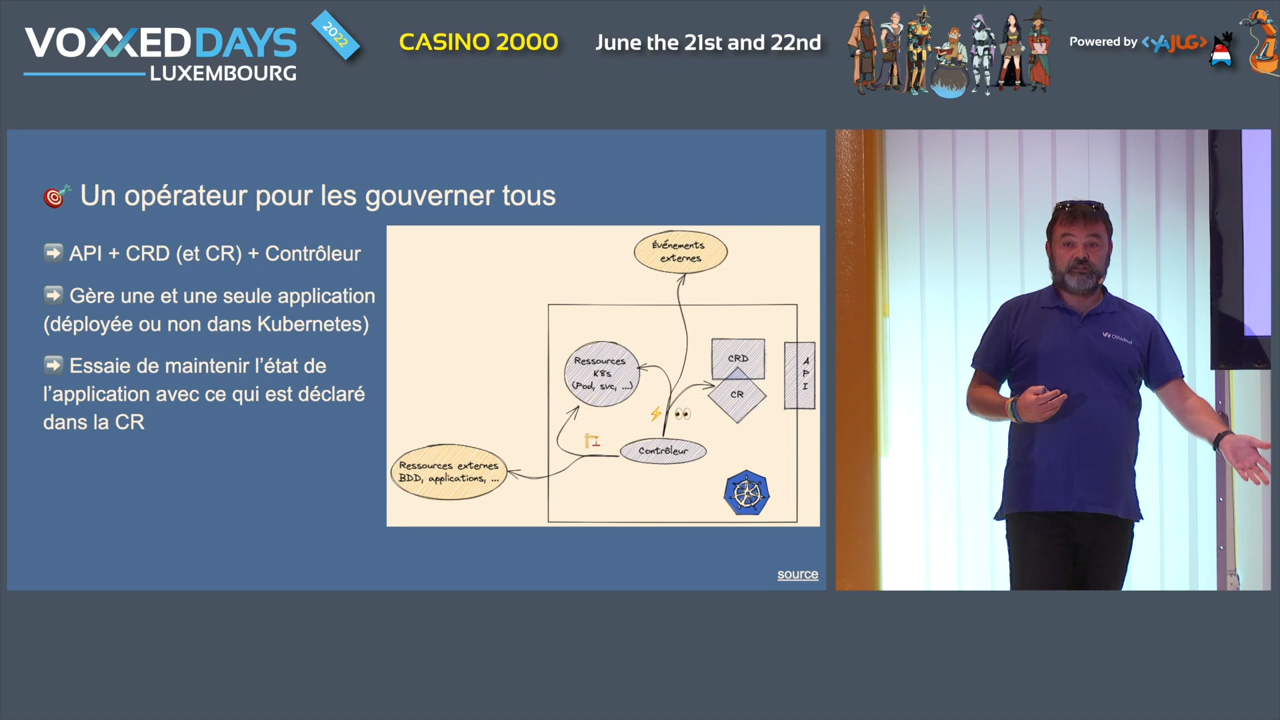 VOXXED DAYS
LUXEMBOURG
2022
CASINO 2000
June the 21st and 22nd
Powered by <YAJUG>
🎯 Un opérateur pour les gouverner tous
➡️ API + CRD (et CR) + Contrôleur
➡️ Gère une et une seule application
(déployée ou non dans Kubernetes)
➡️ Essaie de maintenir l’état de
l’application avec ce qui est déclaré
dans la CR
Événements
externes
Ressources
K8s
(Pod, svc, ...)
CRD
CR
A
P
I
Contrôleur
Ressources externes
BDD, applications, ...
source
OVHcloud